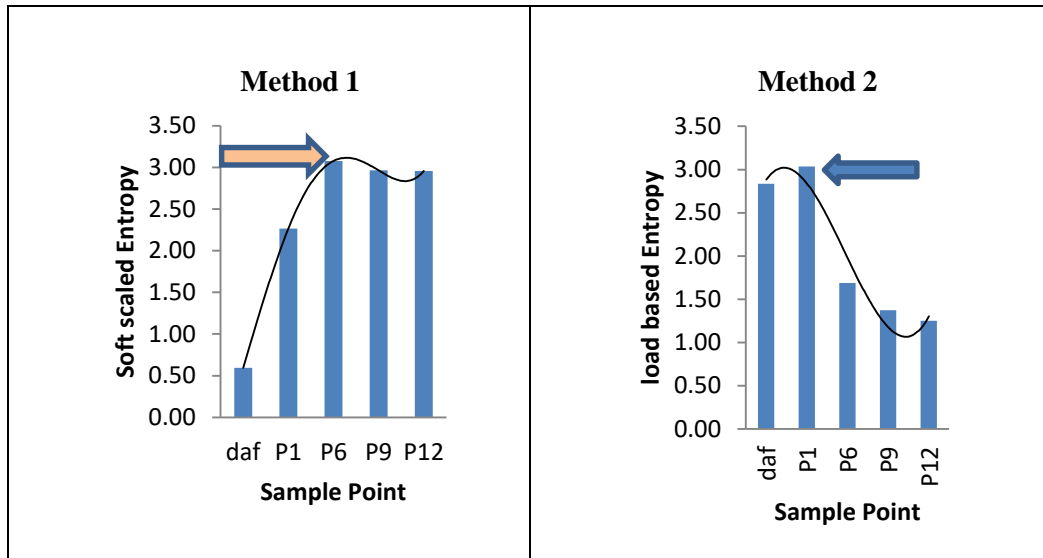 Method 1
Soft scaled Entropy
3.50
3.00
2.50
2.00
1.50
1.00
0.50
0.00
daf P1 P6 P9 P12
Sample Point
Method 2
load based Entropy
3.50
3.00
2.50
2.00
1.50
1.00
0.50
0.00
daf P1 P6 P9 P12
Sample Point